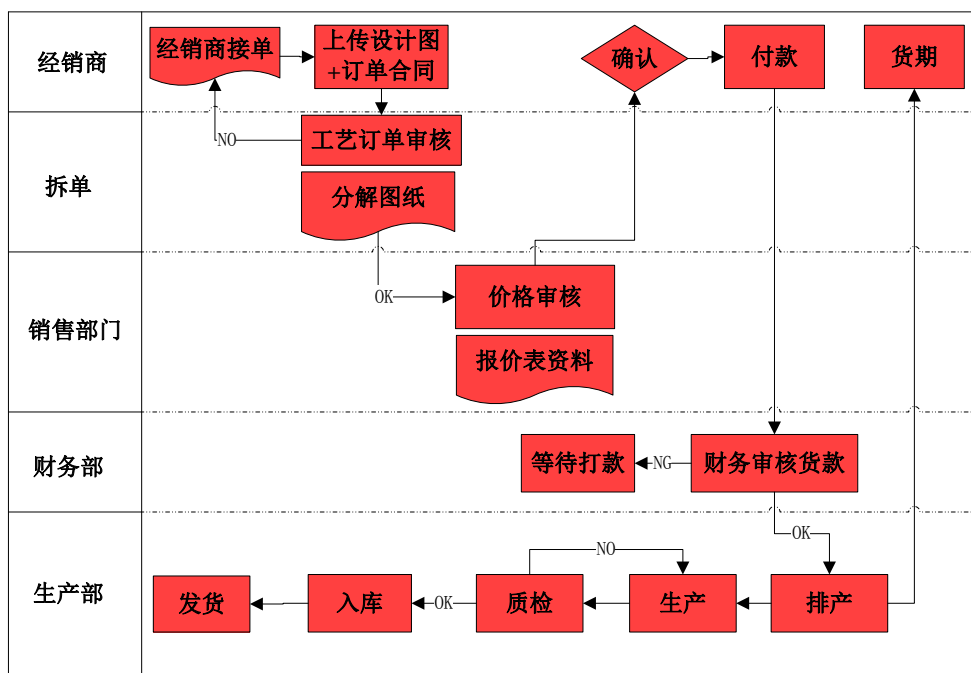 经销商
经销商接单
上传设计图
+订单合同
确认
付款
货期
拆单
NO
工艺订单审核
分解图纸
销售部门
OK
价格审核
报价表资料
财务部
等待打款
NG
财务审核货款
OK
生产部
NO
发货
入库
OK
质检
生产
排产